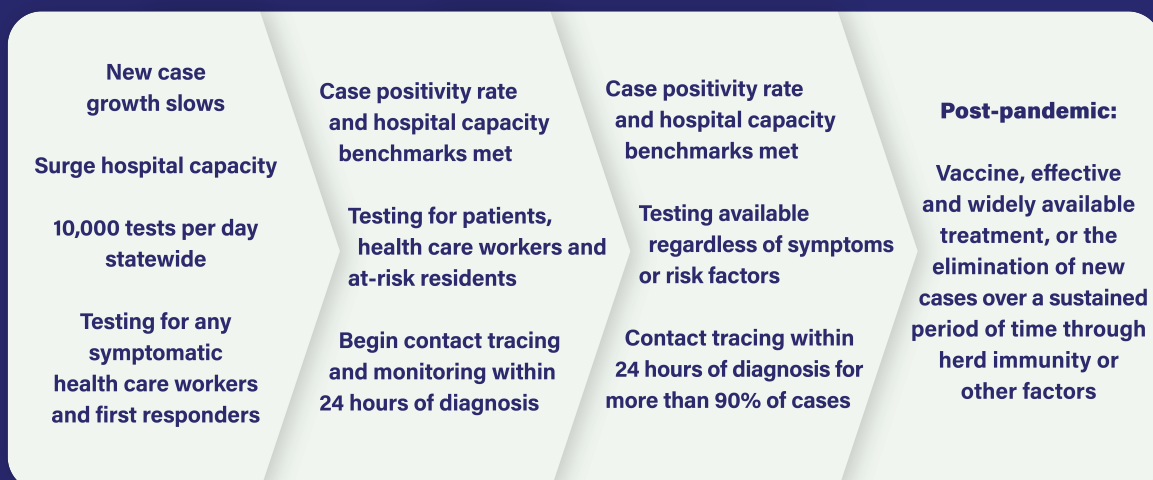 New case
growth slows
Surge hospital capacity
10,000 tests per day
statewide
Testing for any
symptomatic
health care workers
and first responders
Case positivity rate
and hospital capacity
benchmarks met
Testing for patients,
health care workers and
at-risk residents
Begin contact tracing
and monitoring within
24 hours of diagnosis
Case positivity rate
and hospital capacity
benchmarks met
Testing available
regardless of symptoms
or risk factors
Contact tracing within
24 hours of diagnosis for
more than 90% of cases
Post-pandemic:
Vaccine, effective
and widely available
treatment, or the
elimination of new
cases over a sustained
period of time through
herd immunity or
other factors